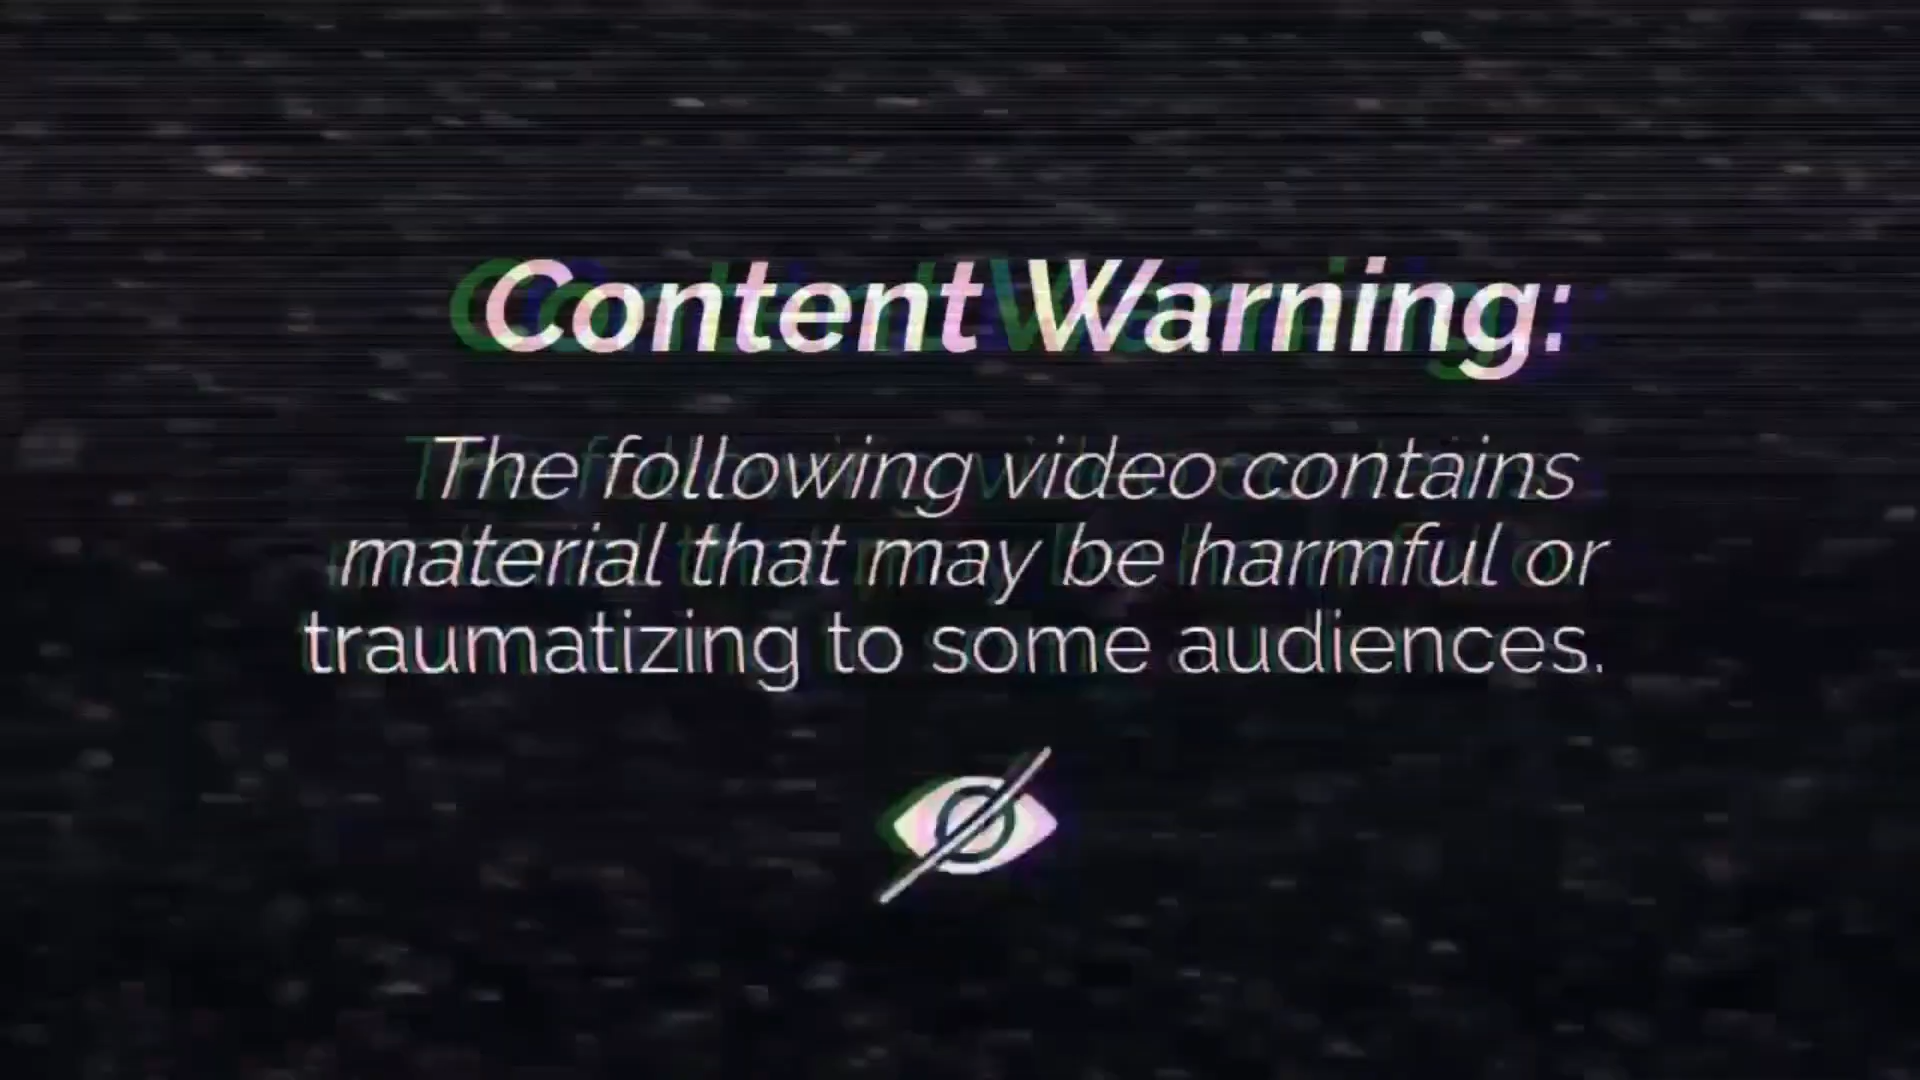 Content Warning:
The following video contains
material that may be harmful or
traumatizing to some audiences.